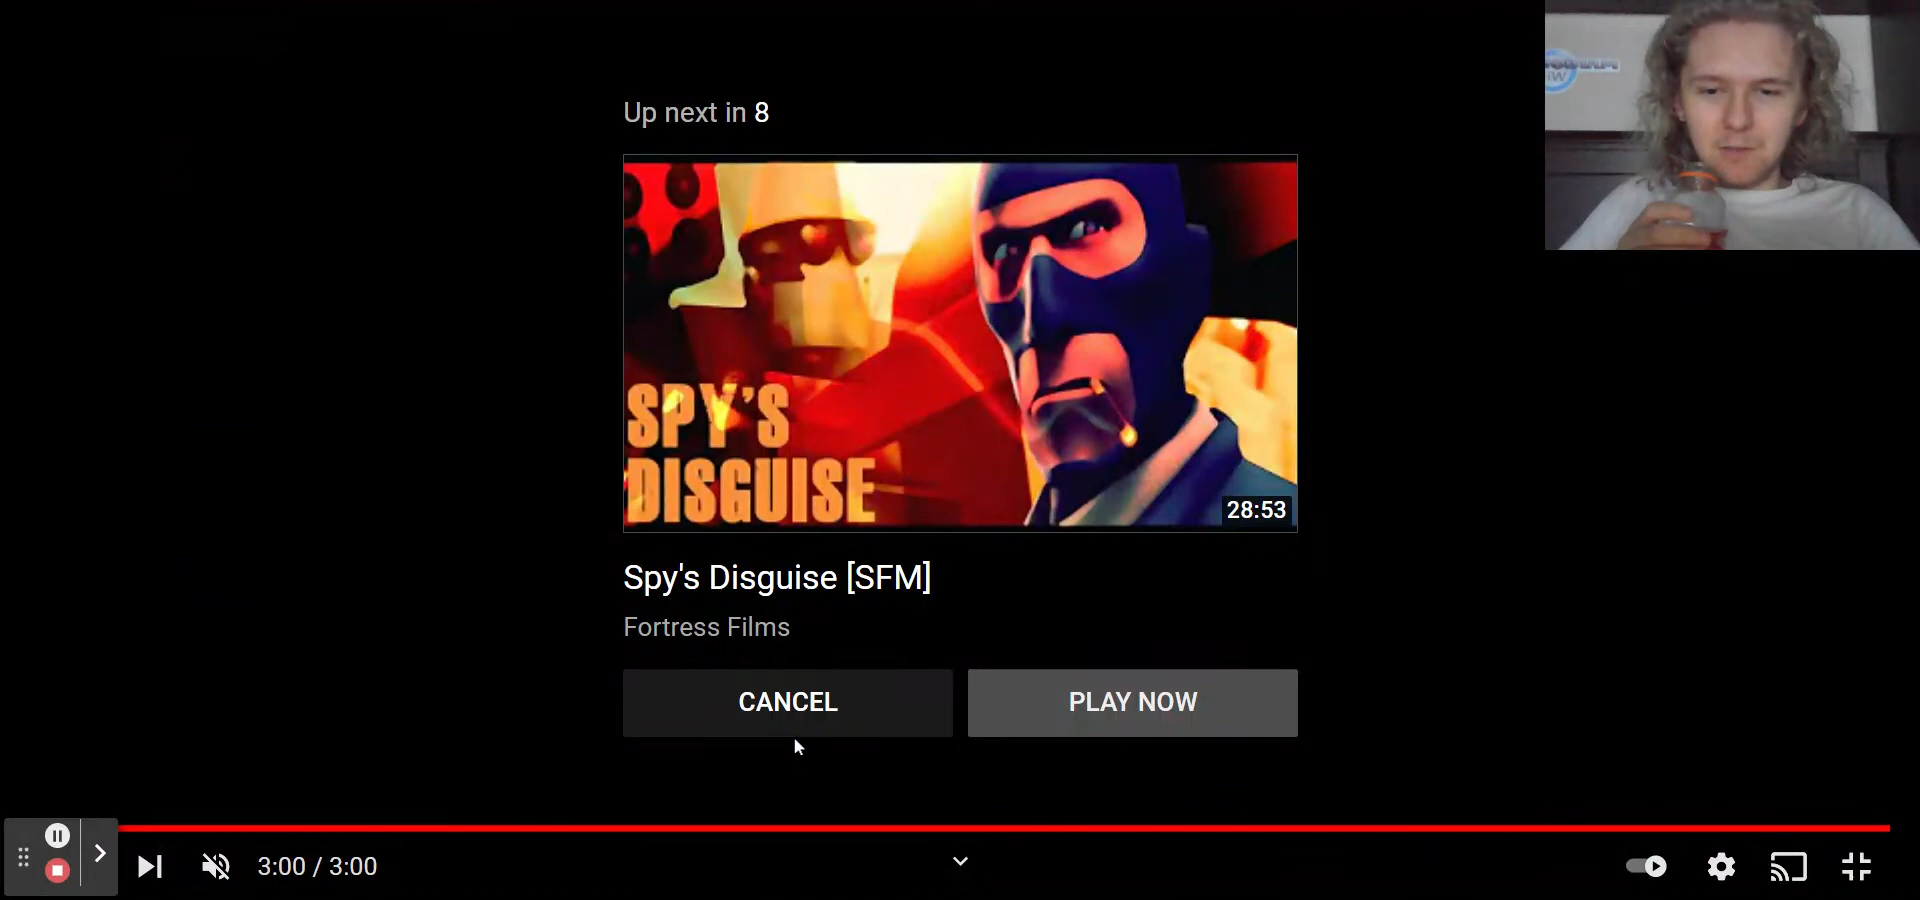 Up next in 8
SPY'S
DISGUISE
28:53
Spy's Disguise [SFM]
Fortress Films
CANCEL
PLAY NOW
3:00 / 3:00